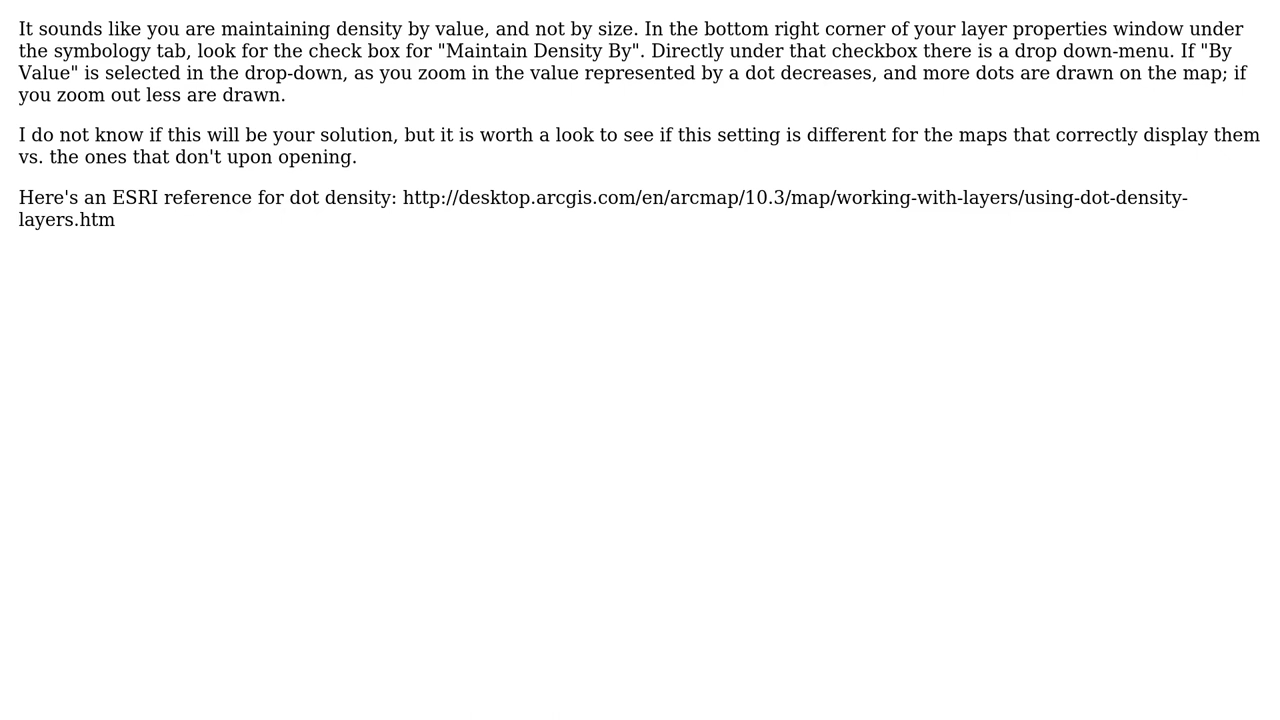 It sounds like you are maintaining density by value, and not by size. In the bottom right corner of your layer properties window under
the symbology tab, look for the check box for "Maintain Density By". Directly under that checkbox there is a drop down-menu. If "By
Value" is selected in the drop-down, as you zoom in the value represented by a dot decreases, and more dots are drawn on the map; if
you zoom out less are drawn.
I do not know if this will be your solution, but it is worth a look to see if this setting is different for the maps that correctly display them
vs. the ones that don't upon opening.
Here's an ESRI reference for dot density: http://desktop.arcgis.com/en/arcmap/10.3/map/working-with-layers/using-dot-density-
layers.htm